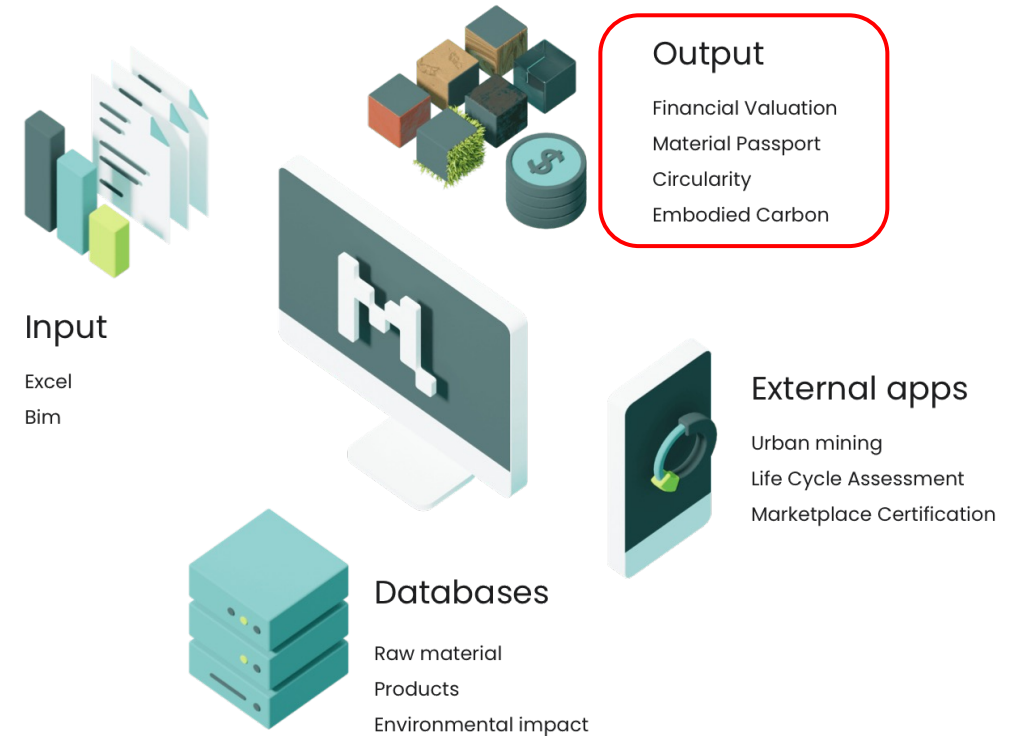 Output
Financial Valuation
Material Passport
Circularity
Embodied Carbon
Input
Excel
Bim
External apps
Urban mining
Life Cycle Assessment
Marketplace Certification
Databases
Raw material
Products
Environmental impact
M
$